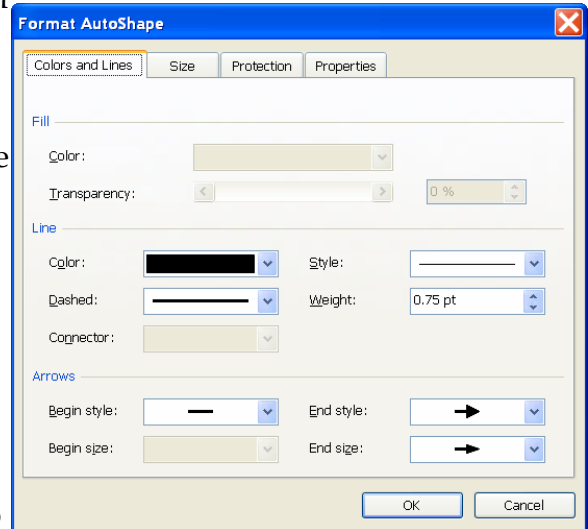 Format AutoShape
Colors and Lines Size Protection Properties
Fill
Color:
Transparency: 0 %
Line
Color: Style:
Dashed: Weight: 0.75 pt
Connector:
Arrows
Begin style: End style:
Begin size: End size:
OK Cancel